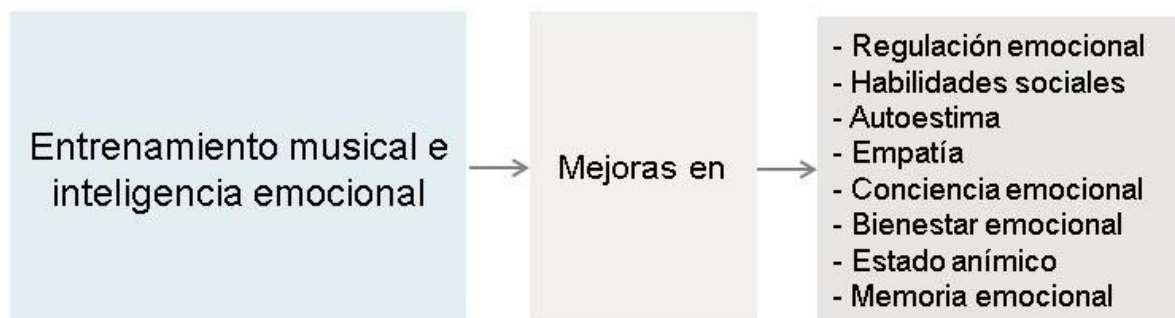 Entrenamiento musical e
inteligencia emocional
Mejoras en
- Regulación emocional
- Habilidades sociales
- Autoestima
- Empatía
- Conciencia emocional
- Bienestar emocional
- Estado anímico
- Memoria emocional